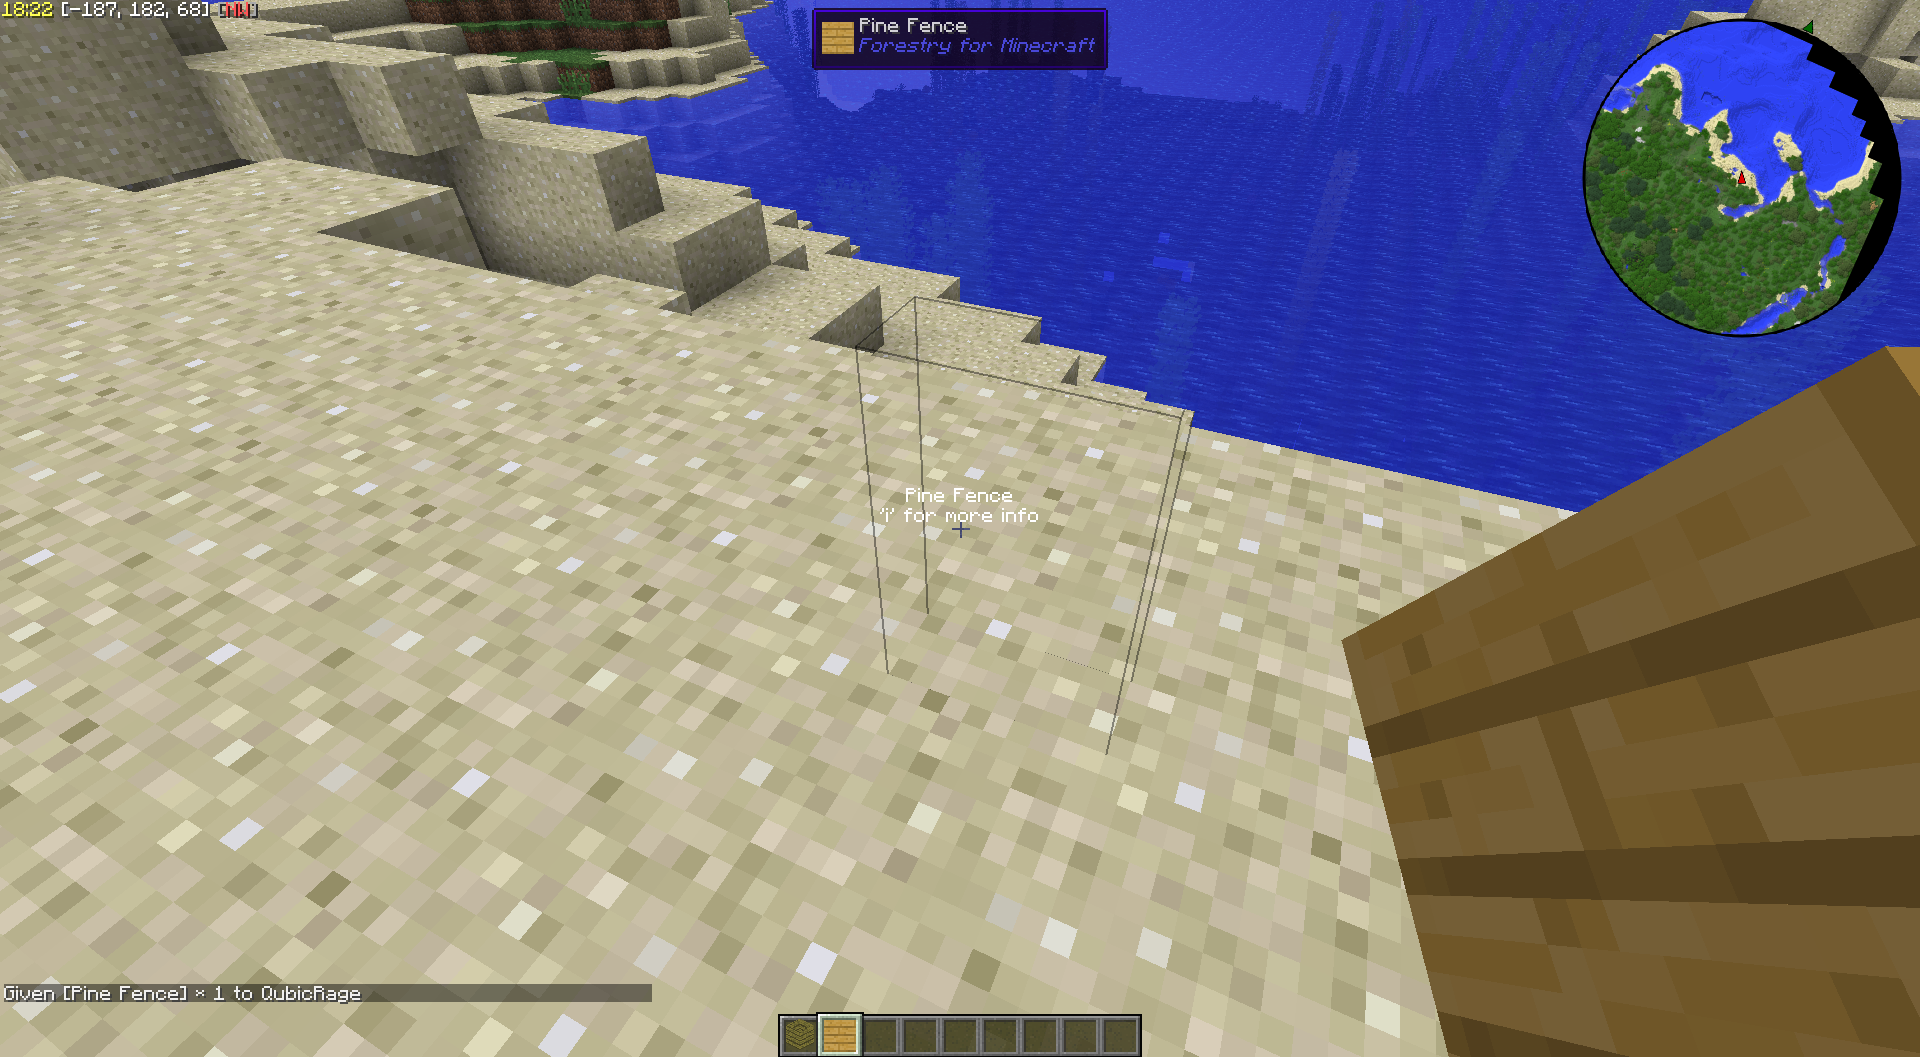 18:22 [-187, 182, 68] [NW]
Pine Fence
Forestry for Minecraft
Pine Fence
'i' for more info
Given [Pine Fence] × 1 to QubicRage